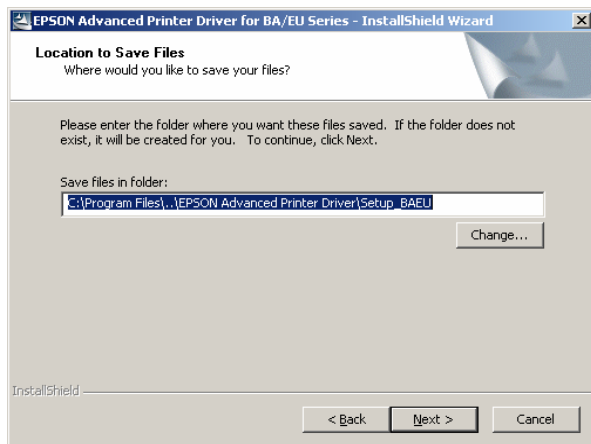 EPSON Advanced Printer Driver for BA/EU Series - InstallShield Wizard
Location to Save Files
Where would you like to save your files?
Please enter the folder where you want these files saved. If the folder does not
exist, it will be created for you. To continue, click Next.
Save files in folder:
C:\Program Files\..\EPSON Advanced Printer Driver\Setup_BAEU
Change...
InstallShield
< Back
Next >
Cancel